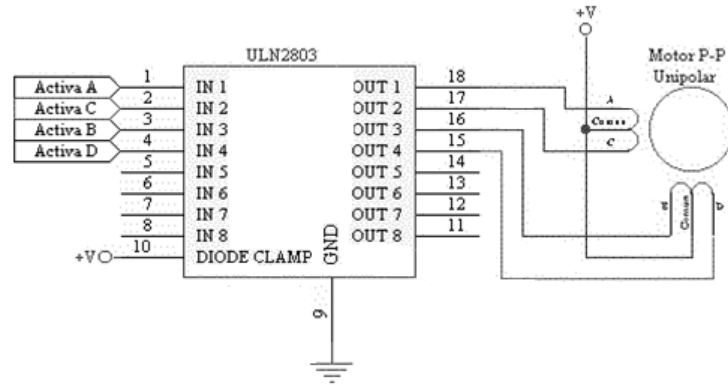 +V
ULN2803
Motor P-P
Unipolar
Activa A
1
IN 1
OUT 1
18
Activa C
2
IN 2
OUT 2
17
Activa B
3
IN 3
OUT 3
16
Activa D
4
IN 4
OUT 4
15
5
IN 5
OUT 5
14
6
IN 6
OUT 6
13
7
IN 7
OUT 7
12
8
IN 8
OUT 8
11
+V
10
DIODE CLAMP
GND
9
A
Comun
C
B
Comun
D